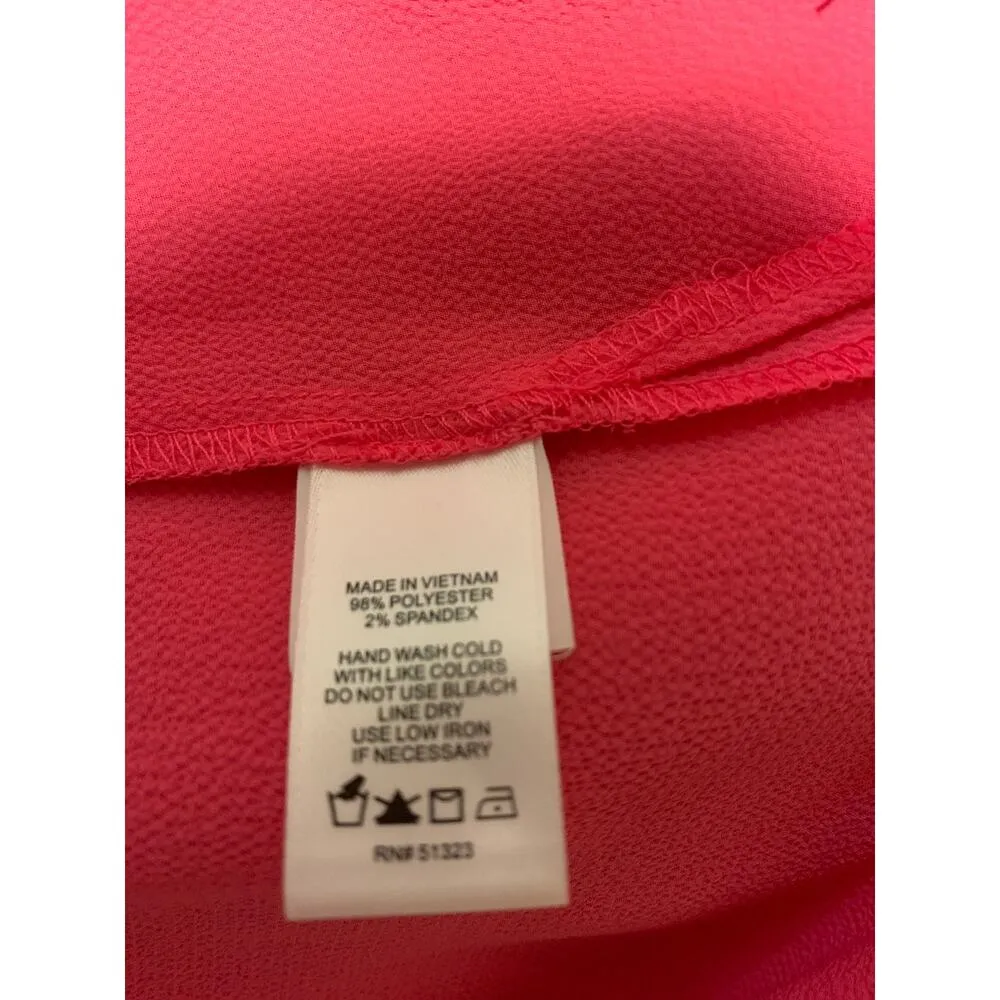 MADE IN VIETNAM
98% POLYESTER
2% SPANDEX
HAND WASH COLD
WITH LIKE COLORS
DO NOT USE BLEACH
LINE DRY
USE LOW IRON
IF NECESSARY
RN# 51323